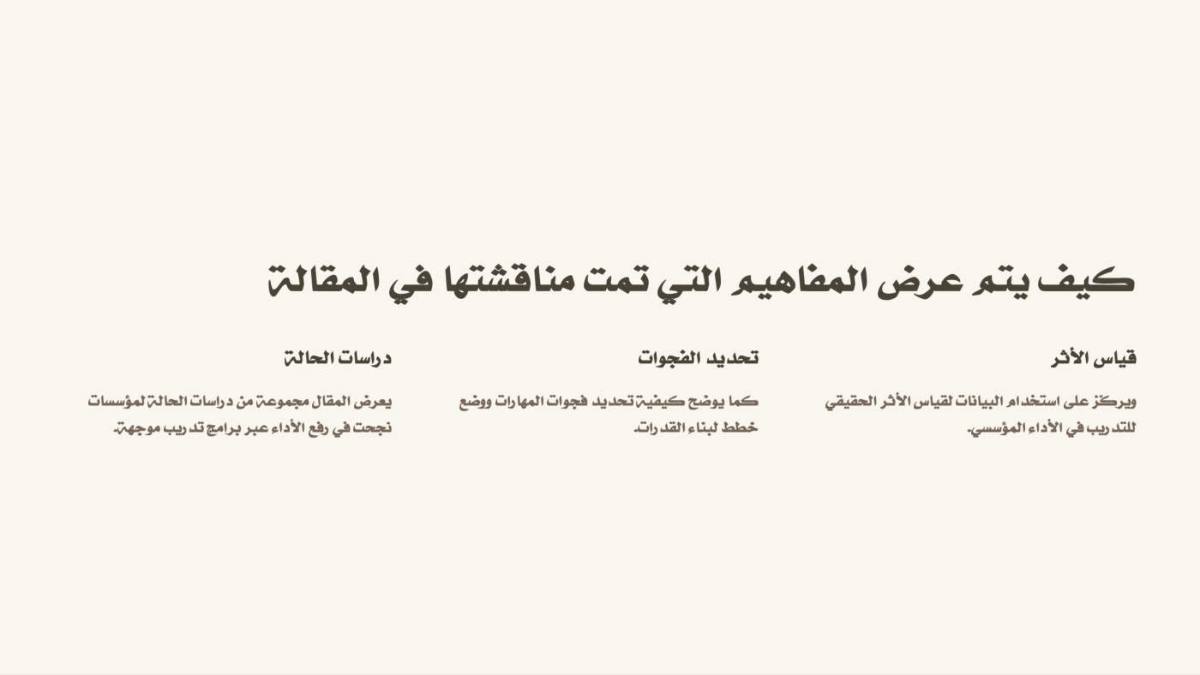 كيف يتم عرض المفاهيم التي تمت مناقشتها في المقالة
قياس الأثر
ويركّز على استخدام البيانات لقياس الأثر الحقيقي
للتدريب في الأداء المؤسسي.
تحديد الفجوات
كما يوضح كيفية تحديد فجوات المهارات ووضع
خطط لبناء القدرات.
دراسات الحالة
يعرض المقال مجموعة من دراسات الحالة لمؤسسات
نجحت في رفع الأداء عبر برامج تدريب موجهة.